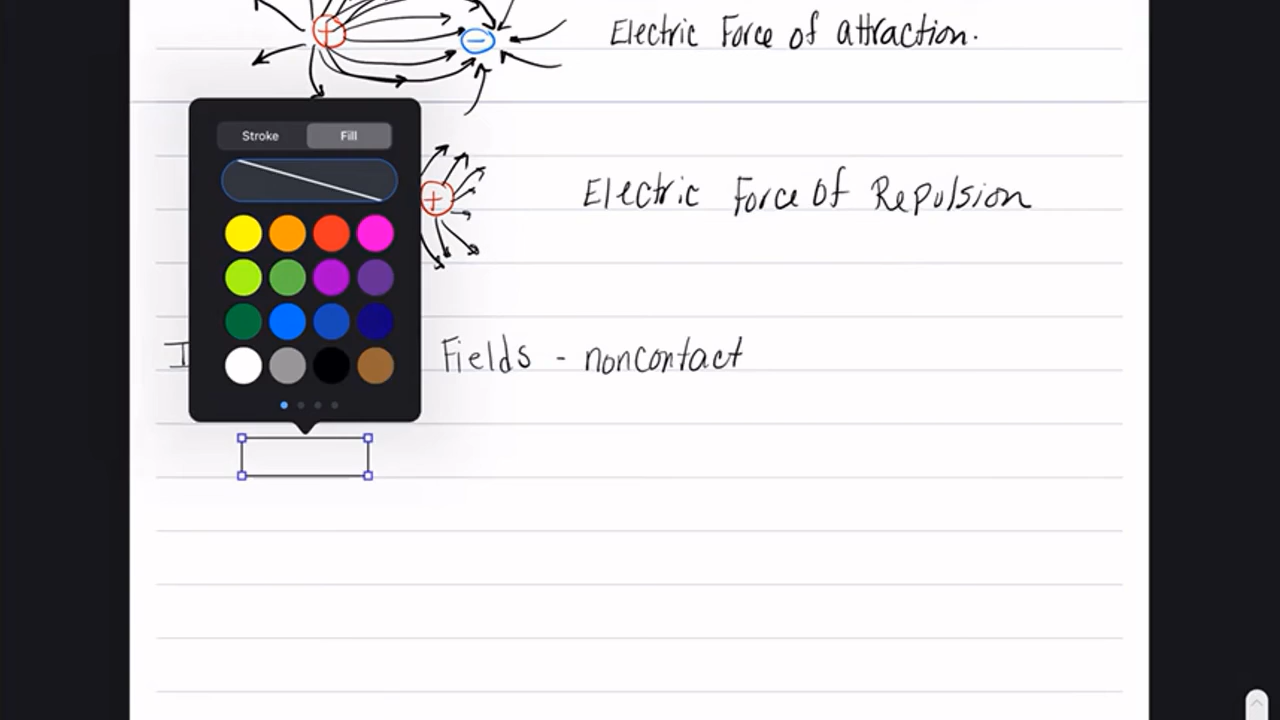 Electric Force of attraction.
Stroke Fill
Electric Force of Repulsion
Fields - noncontact